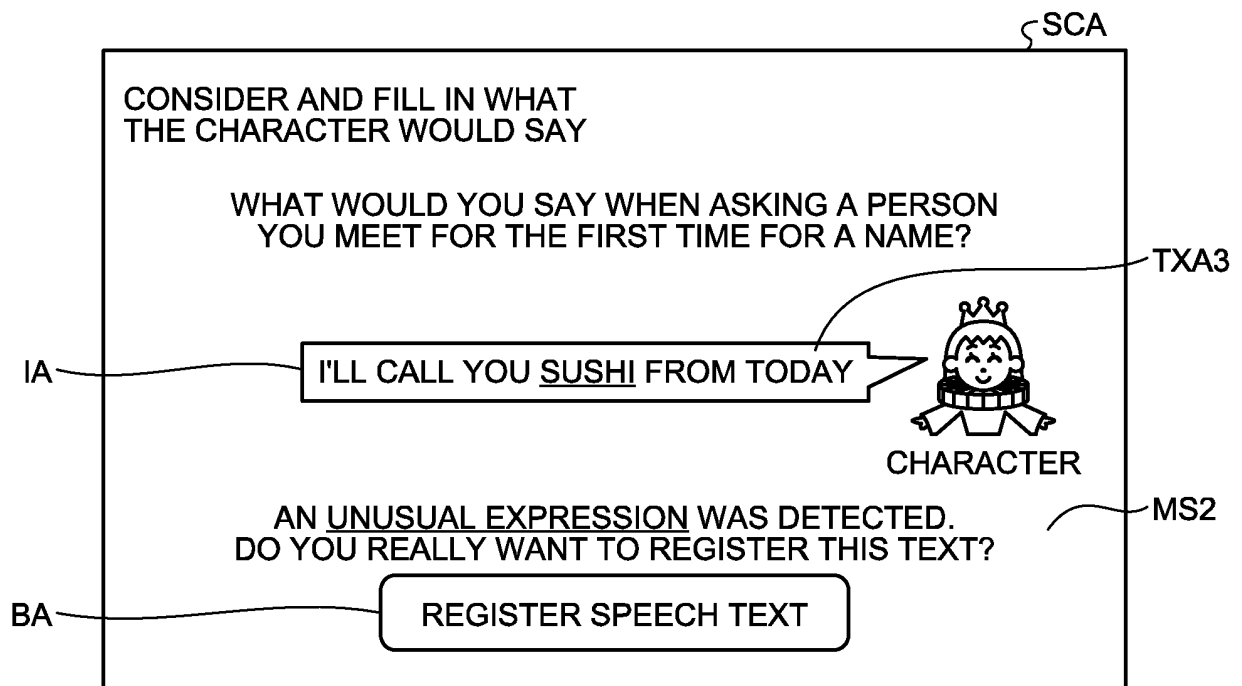 SCA
CONSIDER AND FILL IN WHAT
THE CHARACTER WOULD SAY
WHAT WOULD YOU SAY WHEN ASKING A PERSON
YOU MEET FOR THE FIRST TIME FOR A NAME?
TXA3
IA
I'LL CALL YOU SUSHI FROM TODAY
CHARACTER
AN UNUSUAL EXPRESSION WAS DETECTED.
MS2
DO YOU REALLY WANT TO REGISTER THIS TEXT?
BA
REGISTER SPEECH TEXT